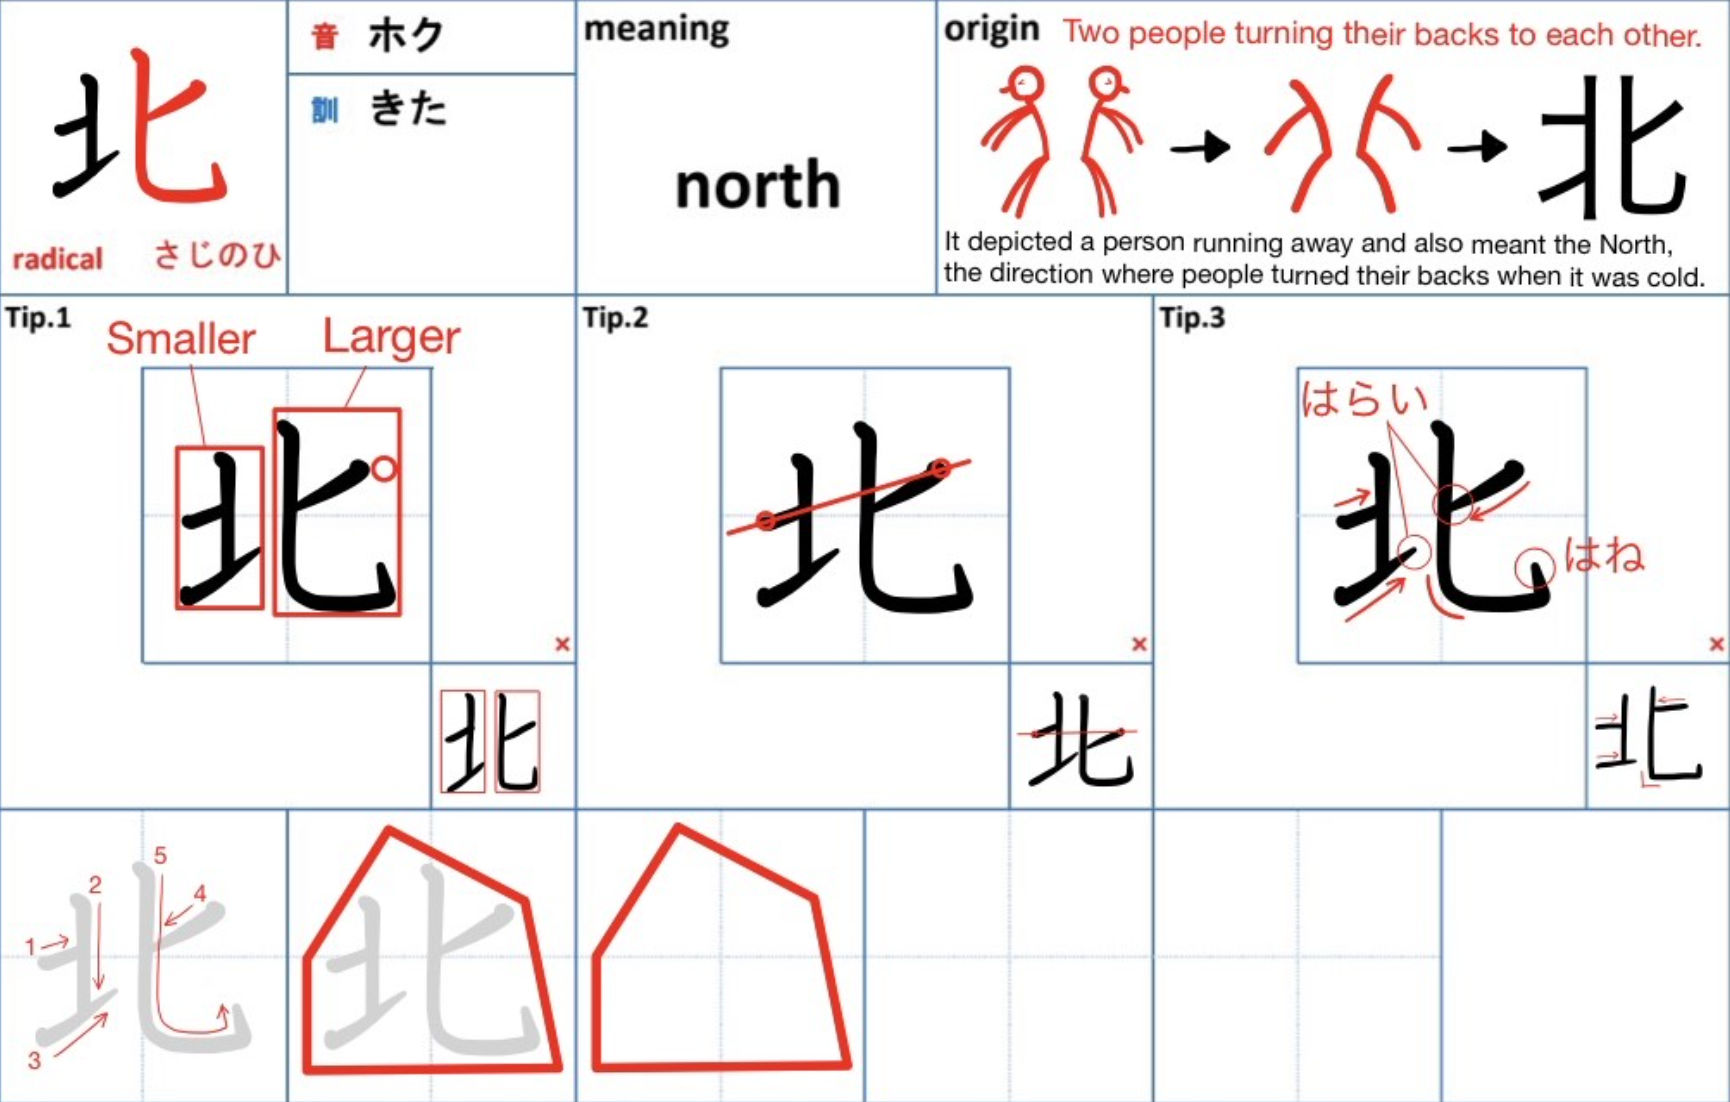 北
radical さじのひ
音 ホク
訓 きた
meaning
north
origin Two people turning their backs to each other.
北
It depicted a person running away and also meant the North,
the direction where people turned their backs when it was cold.
Tip.1
Smaller Larger
北
×
北
Tip.2
北
×
北
Tip.3
はらい
北
はね
×
北
1 2 3 4 5
北
北